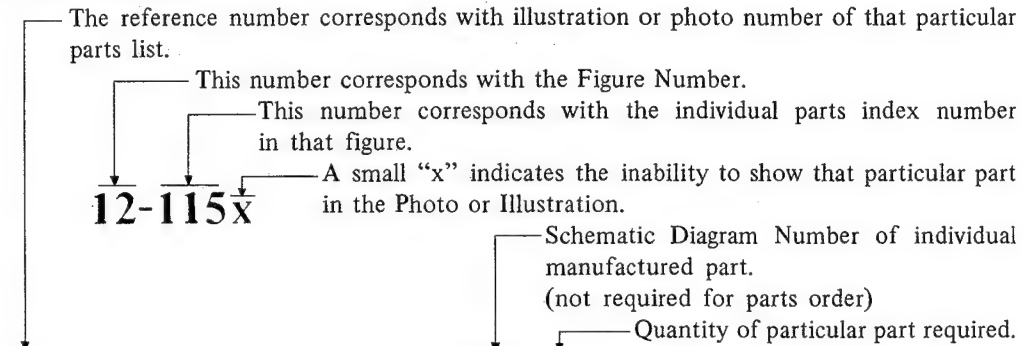 The reference number corresponds with illustration or photo number of that particular
parts list.
This number corresponds with the Figure Number.
This number corresponds with the individual parts index number
in that figure.
A small “x” indicates the inability to show that particular part
in the Photo or Illustration.
12-115x
Schematic Diagram Number of individual
manufactured part.
(not required for parts order)
Quantity of particular part required.